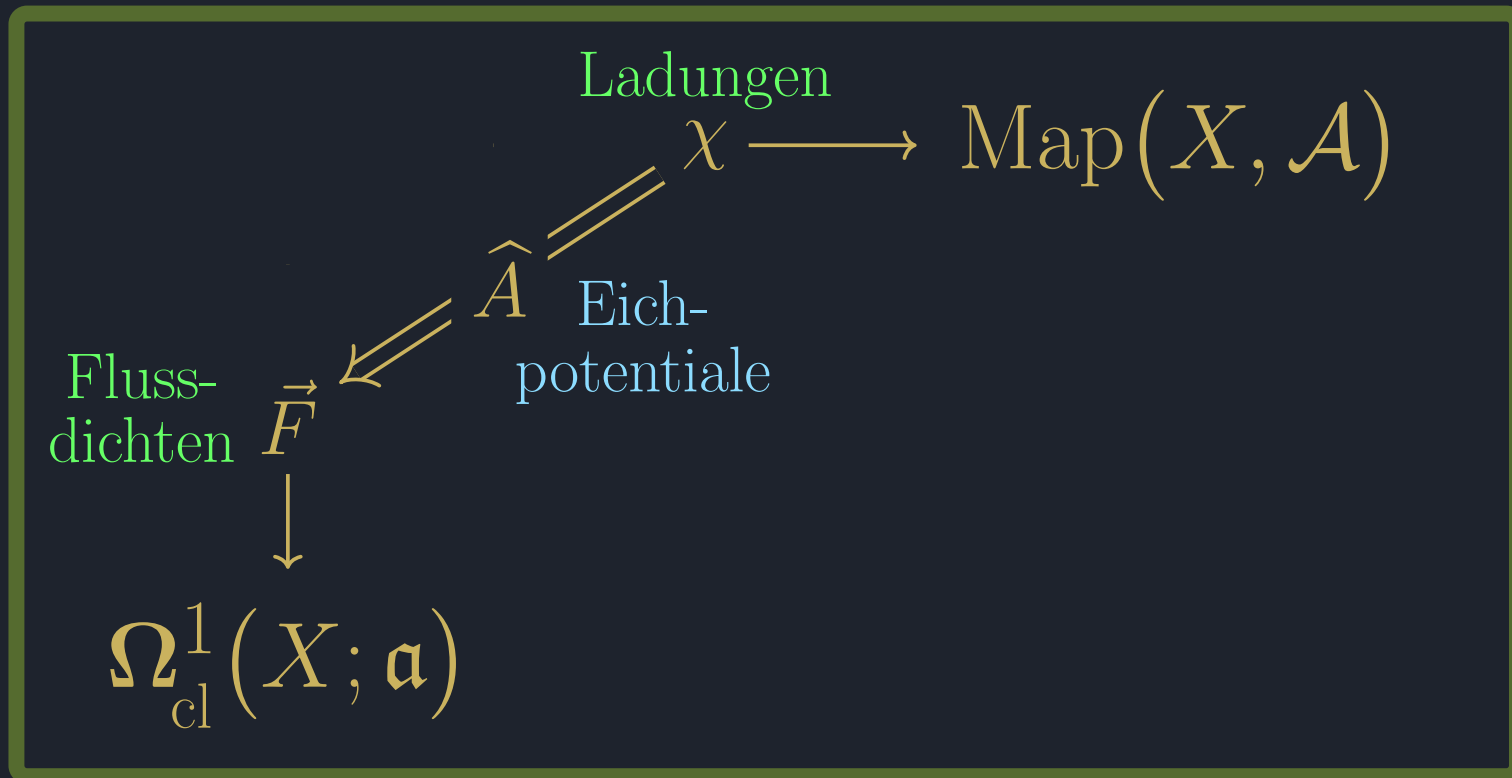 Ladungen
χ ⟶ Map(X, 𝒜)
Â
Eich-
potentiale
Fluss-
dichten
F⃗
Ω¹_cl(X; 𝔞)